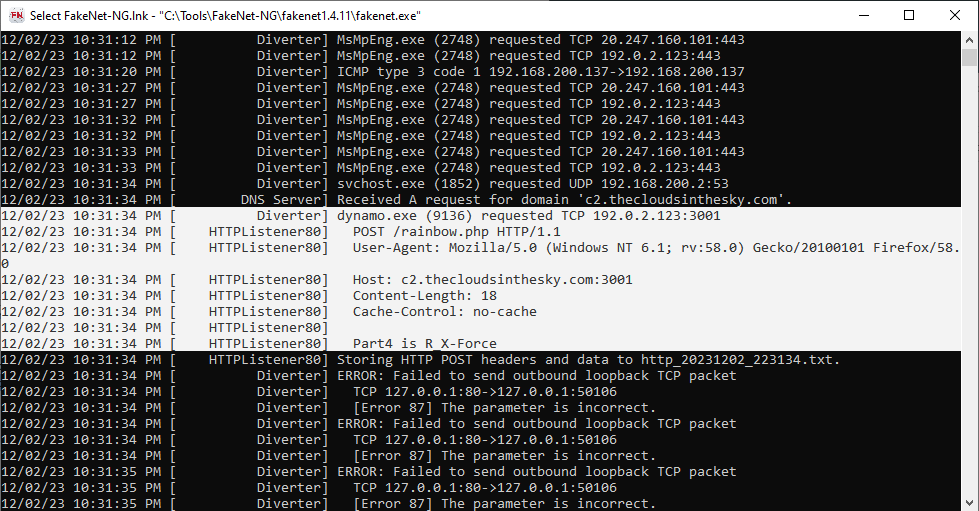 Select FakeNet-NG.lnk - "C:\Tools\FakeNet-NG\fakenet1.4.11\fakenet.exe"
12/02/23 10:31:12 PM [          Diverter] MsMpEng.exe (2748) requested TCP 20.247.160.101:443
12/02/23 10:31:12 PM [          Diverter] MsMpEng.exe (2748) requested TCP 192.0.2.123:443
12/02/23 10:31:20 PM [          Diverter] ICMP type 3 code 1 192.168.200.137->192.168.200.137
12/02/23 10:31:27 PM [          Diverter] MsMpEng.exe (2748) requested TCP 20.247.160.101:443
12/02/23 10:31:27 PM [          Diverter] MsMpEng.exe (2748) requested TCP 192.0.2.123:443
12/02/23 10:31:32 PM [          Diverter] MsMpEng.exe (2748) requested TCP 20.247.160.101:443
12/02/23 10:31:32 PM [          Diverter] MsMpEng.exe (2748) requested TCP 192.0.2.123:443
12/02/23 10:31:33 PM [          Diverter] MsMpEng.exe (2748) requested TCP 20.247.160.101:443
12/02/23 10:31:33 PM [          Diverter] MsMpEng.exe (2748) requested TCP 192.0.2.123:443
12/02/23 10:31:34 PM [          Diverter] svchost.exe (1852) requested UDP 192.168.200.2:53
12/02/23 10:31:34 PM [        DNS Server] Received A request for domain 'c2.thecloudsinthesky.com'.
12/02/23 10:31:34 PM [          Diverter] dynamo.exe (9136) requested TCP 192.0.2.123:3001
12/02/23 10:31:34 PM [    HTTPListener80]   POST /rainbow.php HTTP/1.1
12/02/23 10:31:34 PM [    HTTPListener80]   User-Agent: Mozilla/5.0 (Windows NT 6.1; rv:58.0) Gecko/20100101 Firefox/58.
0
12/02/23 10:31:34 PM [    HTTPListener80]   Host: c2.thecloudsinthesky.com:3001
12/02/23 10:31:34 PM [    HTTPListener80]   Content-Length: 18
12/02/23 10:31:34 PM [    HTTPListener80]   Cache-Control: no-cache
12/02/23 10:31:34 PM [    HTTPListener80]
12/02/23 10:31:34 PM [    HTTPListener80]   Part4 is R_X-Force
12/02/23 10:31:34 PM [    HTTPListener80] Storing HTTP POST headers and data to http_20231202_223134.txt.
12/02/23 10:31:34 PM [          Diverter] ERROR: Failed to send outbound loopback TCP packet
12/02/23 10:31:34 PM [          Diverter]   TCP 127.0.0.1:80->127.0.0.1:50106
12/02/23 10:31:34 PM [          Diverter]   [Error 87] The parameter is incorrect.
12/02/23 10:31:34 PM [          Diverter] ERROR: Failed to send outbound loopback TCP packet
12/02/23 10:31:34 PM [          Diverter]   TCP 127.0.0.1:80->127.0.0.1:50106
12/02/23 10:31:34 PM [          Diverter]   [Error 87] The parameter is incorrect.
12/02/23 10:31:35 PM [          Diverter] ERROR: Failed to send outbound loopback TCP packet
12/02/23 10:31:35 PM [          Diverter]   TCP 127.0.0.1:80->127.0.0.1:50106
12/02/23 10:31:35 PM [          Diverter]   [Error 87] The parameter is incorrect.